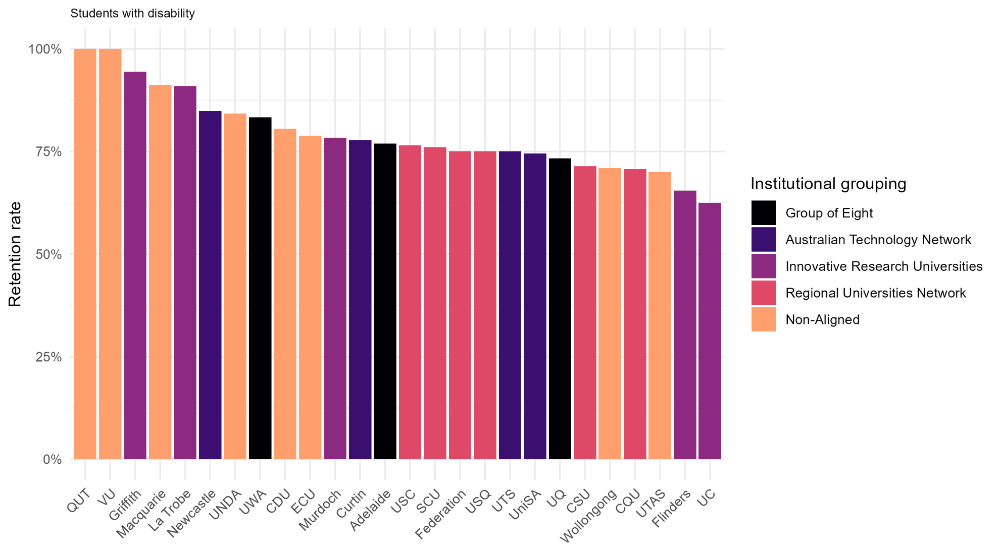 Students with disability
100%
75%
50%
25%
0%
Retention rate
QUT
VU
Griffith
Macquarie
La Trobe
Newcastle
UNDA
UWA
CDU
ECU
Murdoch
Curtin
Adelaide
USC
SCU
Federation
USQ
UTS
UniSA
UQ
CSU
Wollongong
CQU
UTAS
Flinders
UC
Institutional grouping
Group of Eight
Australian Technology Network
Innovative Research Universities
Regional Universities Network
Non-Aligned